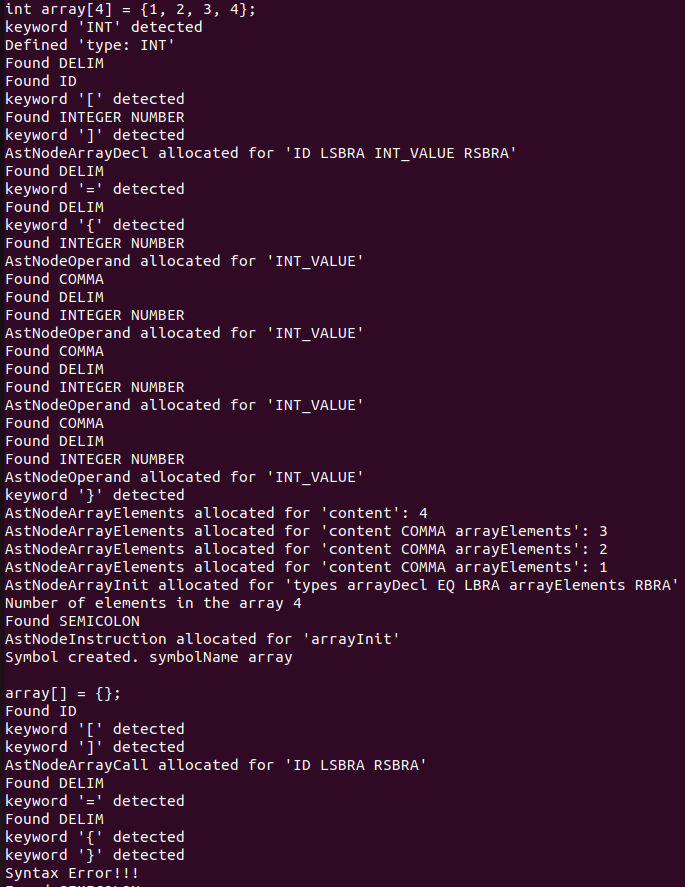 int array[4] = {1, 2, 3, 4};
keyword 'INT' detected
Defined 'type: INT'
Found DELIM
Found ID
keyword '[' detected
Found INTEGER NUMBER
keyword ']' detected
AstNodeArrayDecl allocated for 'ID LSBRA INT_VALUE RSBRA'
Found DELIM
keyword '=' detected
Found DELIM
keyword '{' detected
Found INTEGER NUMBER
AstNodeOperand allocated for 'INT_VALUE'
Found COMMA
Found DELIM
Found INTEGER NUMBER
AstNodeOperand allocated for 'INT_VALUE'
Found COMMA
Found DELIM
Found INTEGER NUMBER
AstNodeOperand allocated for 'INT_VALUE'
Found COMMA
Found DELIM
Found INTEGER NUMBER
AstNodeOperand allocated for 'INT_VALUE'
keyword '}' detected
AstNodeArrayElements allocated for 'content': 4
AstNodeArrayElements allocated for 'content COMMA arrayElements': 3
AstNodeArrayElements allocated for 'content COMMA arrayElements': 2
AstNodeArrayElements allocated for 'content COMMA arrayElements': 1
AstNodeArrayInit allocated for 'types arrayDecl EQ LBRA arrayElements RBRA'
Number of elements in the array 4
Found SEMICOLON
AstNodeInstruction allocated for 'arrayInit'
Symbol created. symbolName array
array[] = {};
Found ID
keyword '[' detected
keyword ']' detected
AstNodeArrayCall allocated for 'ID LSBRA RSBRA'
Found DELIM
keyword '=' detected
Found DELIM
keyword '{' detected
keyword '}' detected
Syntax Error!!!